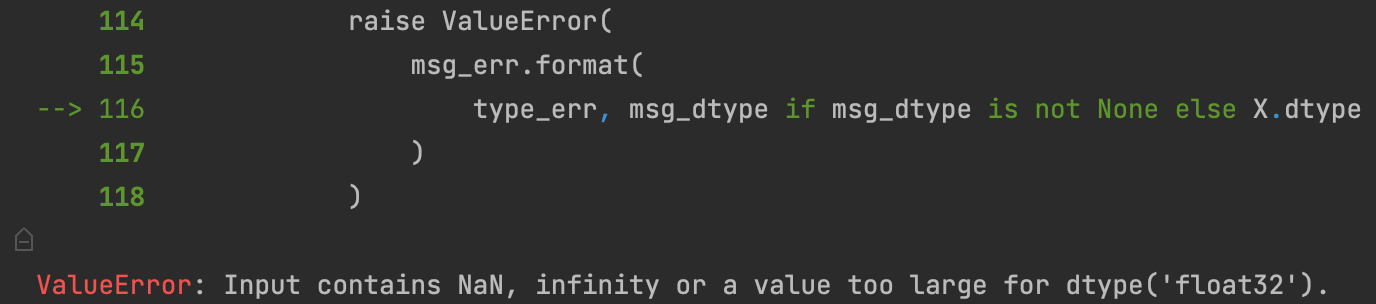 114 raise ValueError(
115 msg_err.format(
--> 116 type_err, msg_dtype if msg_dtype is not None else X.dtype
117 )
118 )
ValueError: Input contains NaN, infinity or a value too large for dtype('float32').